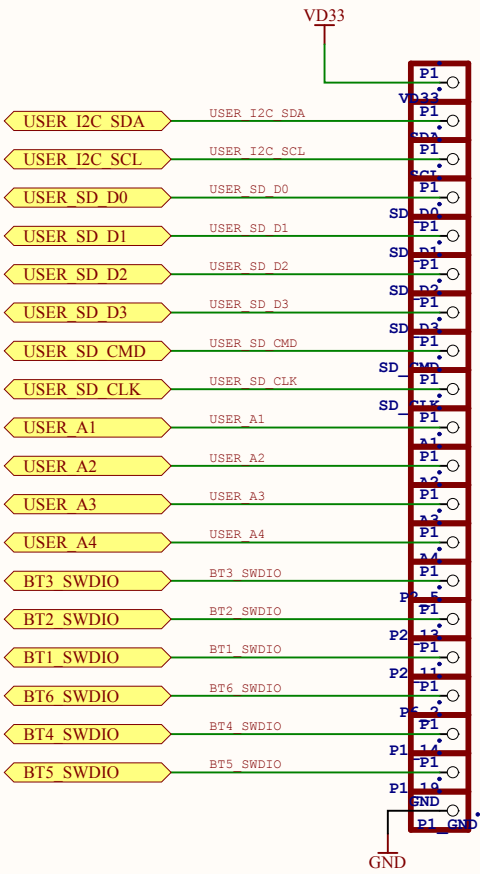 VD33
P1
VD33
USER_I2C_SDA USER_I2C_SDA P1
SDA
USER_I2C_SCL USER_I2C_SCL P1
SCL
USER_SD_D0 USER_SD_D0 P1
SD_D0
USER_SD_D1 USER_SD_D1 P1
SD_D1
USER_SD_D2 USER_SD_D2 P1
SD_D2
USER_SD_D3 USER_SD_D3 P1
SD_D3
USER_SD_CMD USER_SD_CMD P1
SD_CMD
USER_SD_CLK USER_SD_CLK P1
SD_CLK
USER_A1 USER_A1 P1
A1
USER_A2 USER_A2 P1
A2
USER_A3 USER_A3 P1
A3
USER_A4 USER_A4 P1
A4
BT3_SWDIO BT3_SWDIO P1
P2_5
BT2_SWDIO BT2_SWDIO P1
P2_13
BT1_SWDIO BT1_SWDIO P1
P2_11
BT6_SWDIO BT6_SWDIO P1
BT4_SWDIO BT4_SWDIO P1
P1_14
BT5_SWDIO BT5_SWDIO P1
P1_19
GND
P1_GND
GND